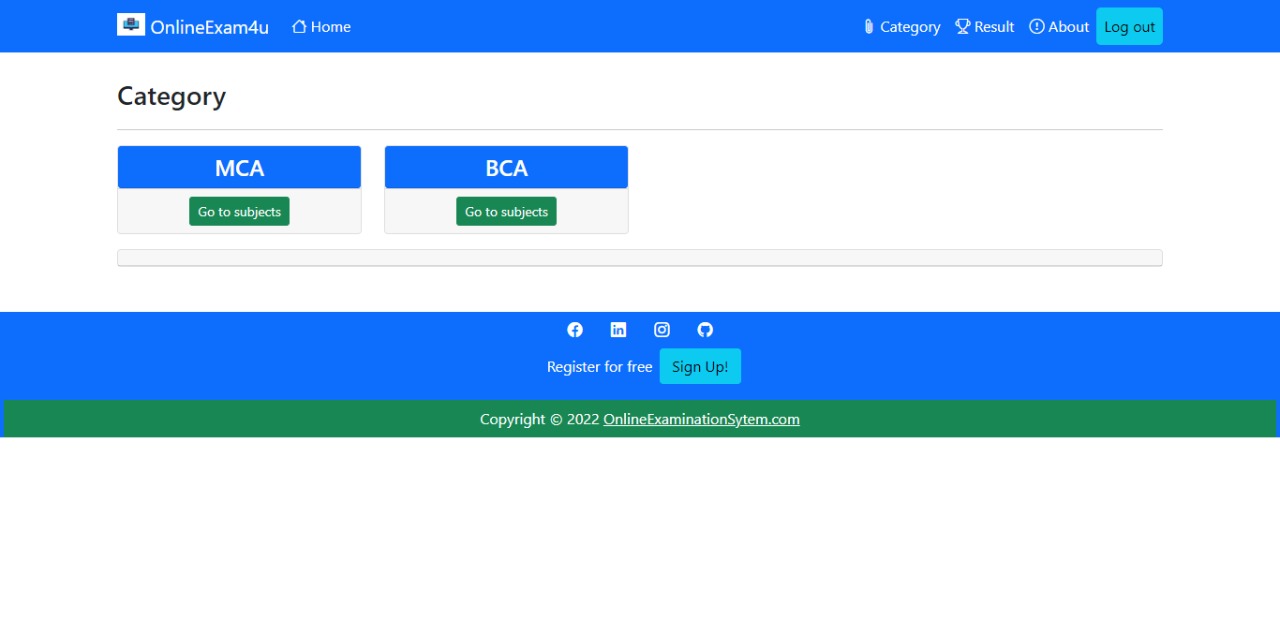 OnlineExam4u Home Category Result About Log out
Category
MCA BCA
Go to subjects Go to subjects
Register for free Sign Up!
Copyright © 2022 OnlineExaminationSytem.com